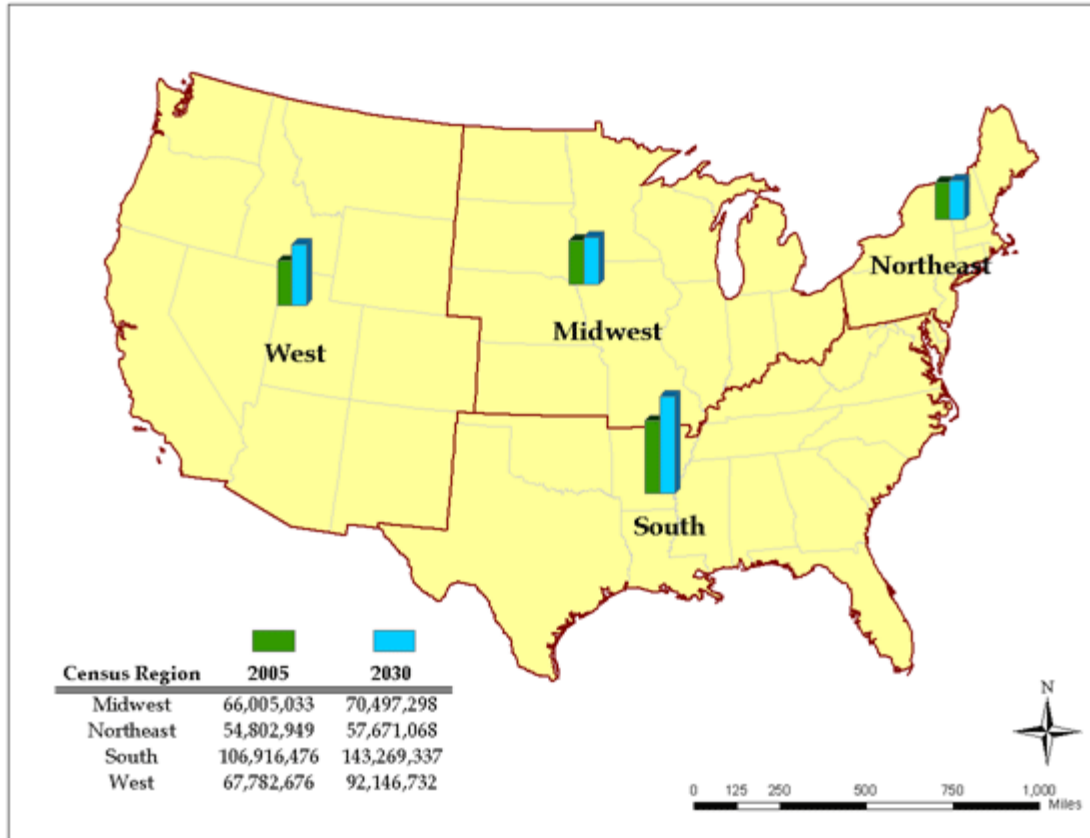 Northeast
Midwest
West
South
Census Region 2005 2030
Midwest 66,005,033 70,497,298
Northeast 54,802,949 57,671,068
South 106,916,476 143,269,337
West 67,782,676 92,146,732
N
0 125 250 500 750 1,000
Miles